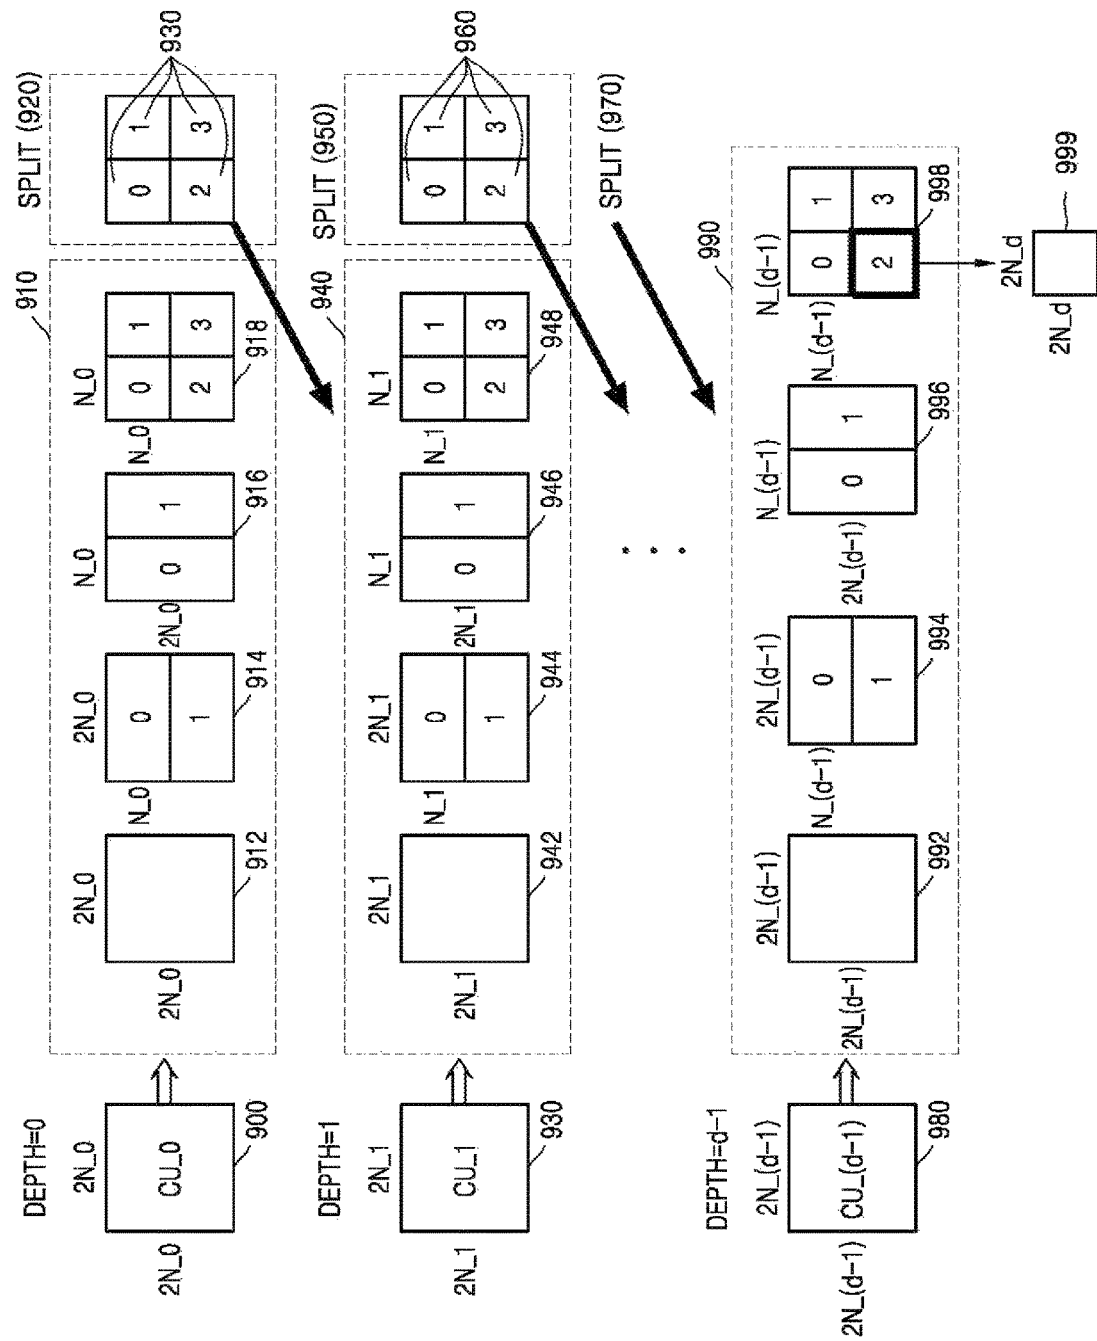 DEPTH=0
2N_0
2N_0
CU_0
900
910
2N_0
2N_0
912
2N_0
N_0
0
1
914
N_0
2N_0
0
1
916
N_0
N_0
0
1
2
3
918
SPLIT (920)
0
1
2
3
930
DEPTH=1
2N_1
2N_1
CU_1
930
940
2N_1
2N_1
942
2N_1
N_1
0
1
944
N_1
2N_1
0
1
946
N_1
N_1
0
1
2
3
948
SPLIT (950)
0
1
2
3
960
SPLIT (970)
DEPTH=d-1
2N_(d-1)
2N_(d-1)
CU_(d-1)
980
990
2N_(d-1)
2N_(d-1)
992
2N_(d-1)
N_(d-1)
0
1
994
N_(d-1)
2N_(d-1)
0
1
996
N_(d-1)
N_(d-1)
0
1
2
3
998
2N_d
2N_d
999